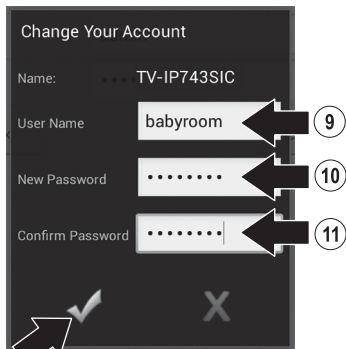 Change Your Account
Name: TV-IP743SIC
User Name babyroom 9
New Password •••••••• 10
Confirm Password •••••••• 11
X